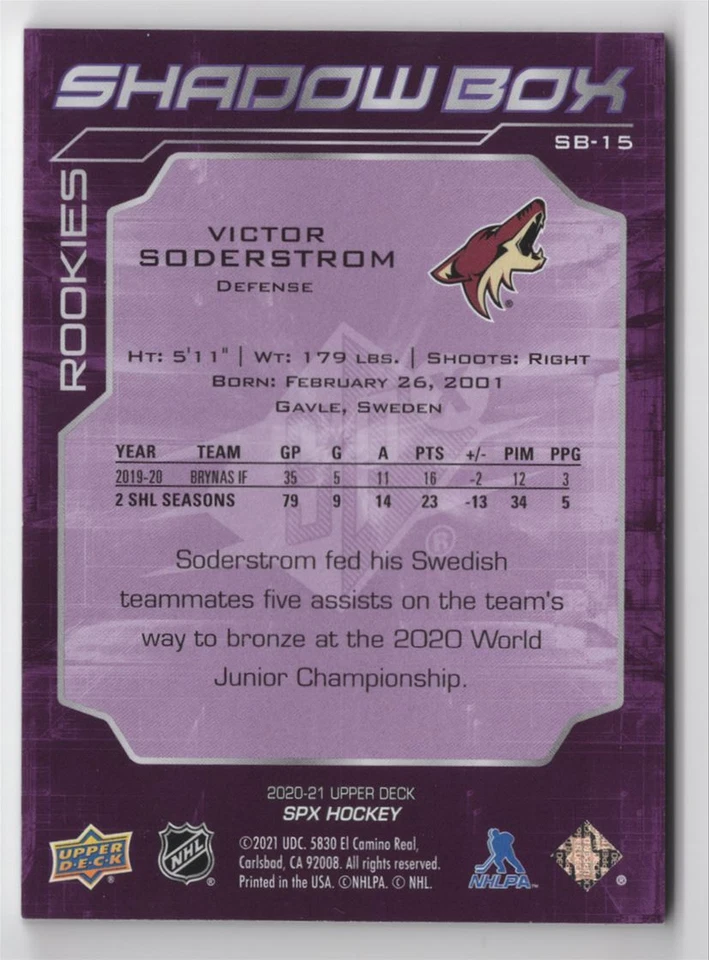 SHADOW BOX
SB-15
ROOKIES
VICTOR
SODERSTROM
DEFENSE
HT: 5'11" | WT: 179 LBS. | SHOOTS: RIGHT
BORN: FEBRUARY 26, 2001
GAVLE, SWEDEN
YEAR TEAM GP G A PTS +/- PIM PPG
2019-20 BRYNAS IF 35 5 11 16 -2 12 3
2 SHL SEASONS 79 9 14 23 -13 34 5
Soderstrom fed his Swedish
teammates five assists on the team's
way to bronze at the 2020 World
Junior Championship.
2020-21 UPPER DECK
SPX HOCKEY
UPPER
DECK
®
NHL
®
©2021 UDC. 5830 El Camino Real,
Carlsbad, CA 92008. All rights reserved.
Printed in the USA. ©NHLPA. © NHL.
NHLPA
®